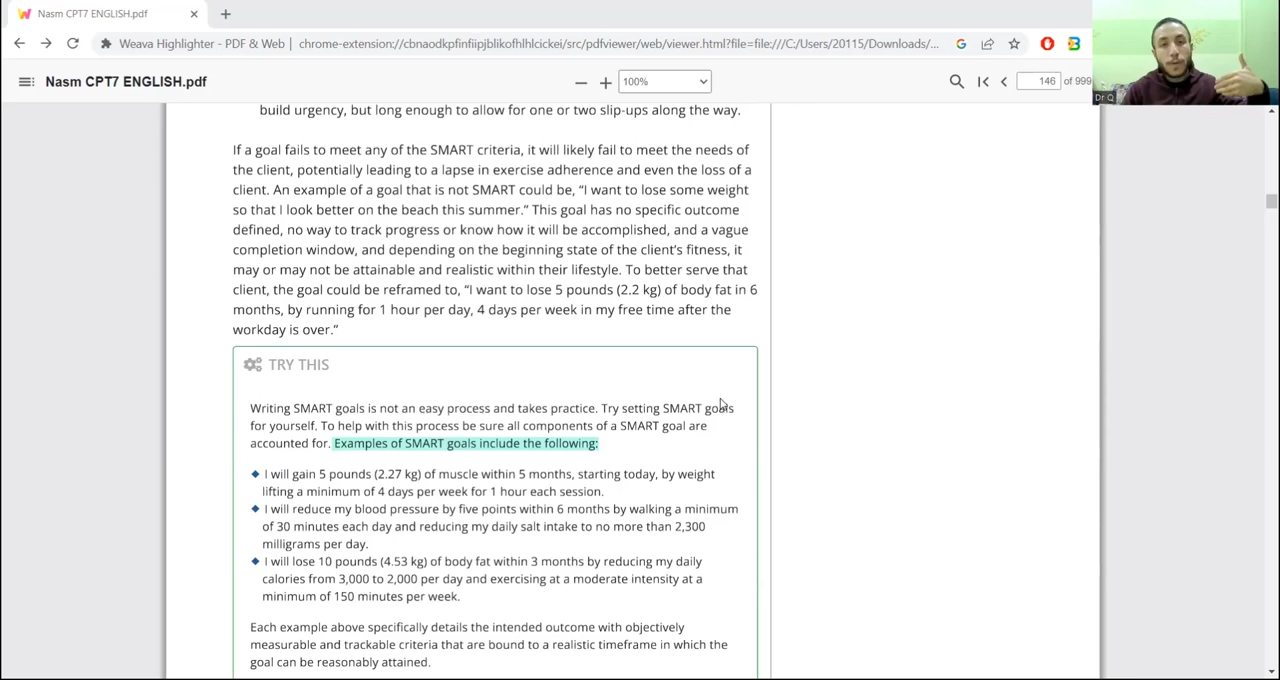 Nasm CPT7 ENGLISH.pdf
Weava Highlighter - PDF & Web | chrome-extension://cbnaodkpfinfiipjblikofhlhlcickei/src/pdfviewer/web/viewer.html?file=file:///C:/Users/20115/Downloads/...
Nasm CPT7 ENGLISH.pdf
100%
146 of 999
Dr Q
build urgency, but long enough to allow for one or two slip-ups along the way.
If a goal fails to meet any of the SMART criteria, it will likely fail to meet the needs of
the client, potentially leading to a lapse in exercise adherence and even the loss of a
client. An example of a goal that is not SMART could be, “I want to lose some weight
so that I look better on the beach this summer.” This goal has no specific outcome
defined, no way to track progress or know how it will be accomplished, and a vague
completion window, and depending on the beginning state of the client’s fitness, it
may or may not be attainable and realistic within their lifestyle. To better serve that
client, the goal could be reframed to, “I want to lose 5 pounds (2.2 kg) of body fat in 6
months, by running for 1 hour per day, 4 days per week in my free time after the
workday is over.”
TRY THIS
Writing SMART goals is not an easy process and takes practice. Try setting SMART goals
for yourself. To help with this process be sure all components of a SMART goal are
accounted for. Examples of SMART goals include the following:
◆ I will gain 5 pounds (2.27 kg) of muscle within 5 months, starting today, by weight
lifting a minimum of 4 days per week for 1 hour each session.
◆ I will reduce my blood pressure by five points within 6 months by walking a minimum
of 30 minutes each day and reducing my daily salt intake to no more than 2,300
milligrams per day.
◆ I will lose 10 pounds (4.53 kg) of body fat within 3 months by reducing my daily
calories from 3,000 to 2,000 per day and exercising at a moderate intensity at a
minimum of 150 minutes per week.
Each example above specifically details the intended outcome with objectively
measurable and trackable criteria that are bound to a realistic timeframe in which the
goal can be reasonably attained.